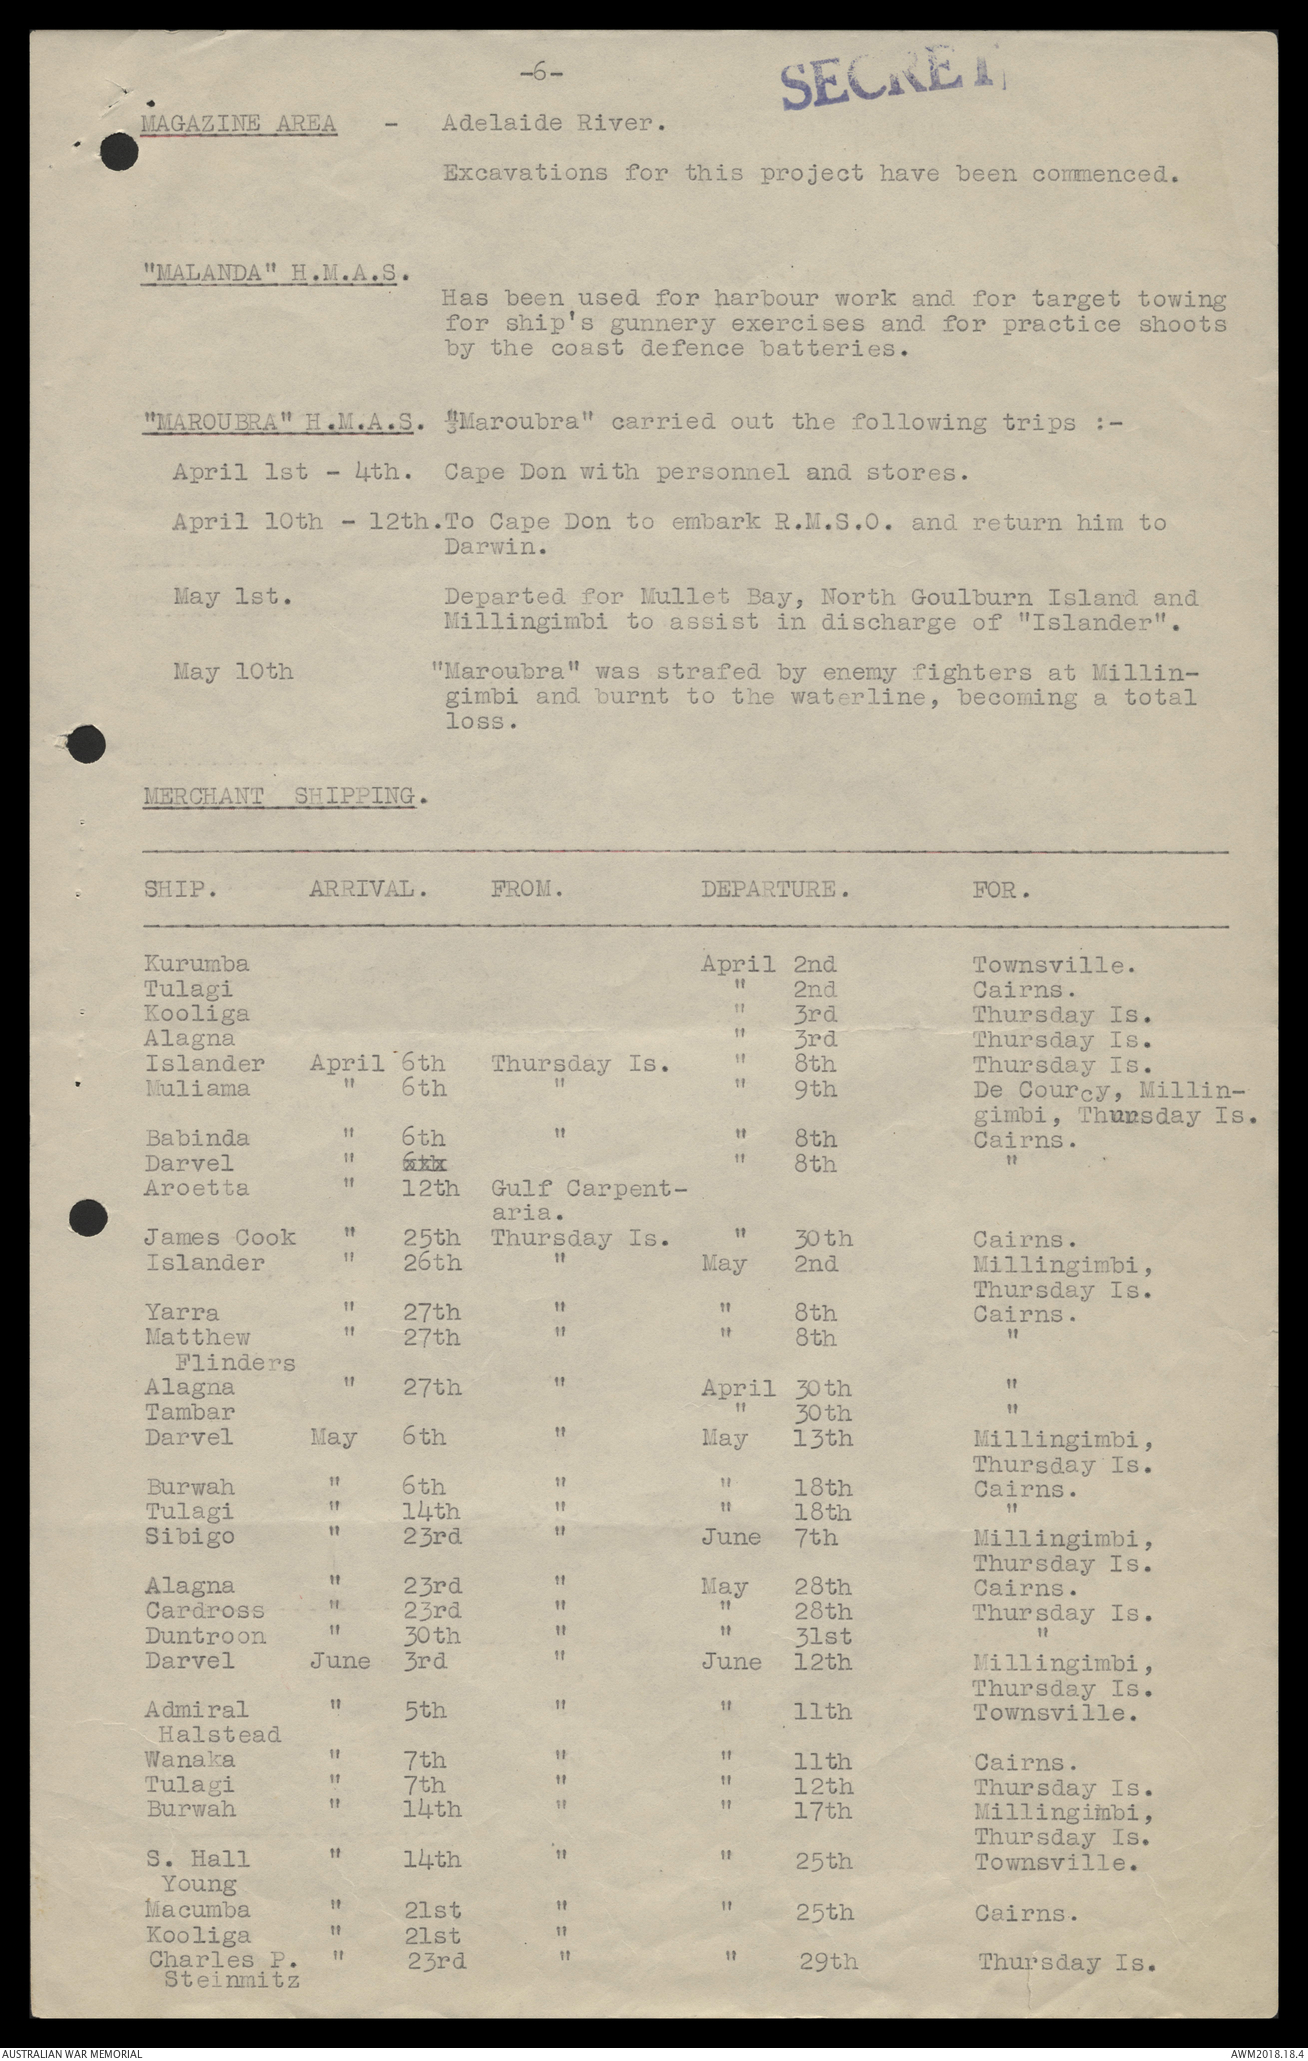 -6-
SECRET
MAGAZINE AREA - Adelaide River.
Excavations for this project have been commenced.
"MALANDA" H.M.A.S.
Has been used for harbour work and for target towing
for ship's gunnery exercises and for practice shoots
by the coast defence batteries.
"MAROUBRA" H.M.A.S. "Maroubra" carried out the following trips :-
April 1st - 4th. Cape Don with personnel and stores.
April 10th - 12th. To Cape Don to embark R.M.S.O. and return him to
Darwin.
May 1st. Departed for Mullet Bay, North Goulburn Island and
Millingimbi to assist in discharge of "Islander".
May 10th "Maroubra" was strafed by enemy fighters at Millin-
gimbi and burnt to the waterline, becoming a total
loss.
MERCHANT SHIPPING.
SHIP. ARRIVAL. FROM. DEPARTURE. FOR.
Kurumba April 2nd Townsville.
Tulagi " 2nd Cairns.
Kooliga " 3rd Thursday Is.
Alagna " 3rd Thursday Is.
Islander April 6th Thursday Is. " 8th Thursday Is.
Muliama " 6th " " 9th De Courcy, Millin-
gimbi, Thursday Is.
Babinda " 6th " " 8th Cairns.
Darvel " 6th " 8th "
Aroetta " 12th Gulf Carpent-
aria.
James Cook " 25th Thursday Is. " 30th Cairns.
Islander " 26th " May 2nd Millingimbi,
Thursday Is.
Yarra " 27th " " 8th Cairns.
Matthew " 27th " " 8th "
Flinders
Alagna " 27th " April 30th "
Tambar " 30th "
Darvel May 6th " May 13th Millingimbi,
Thursday Is.
Burwah " 6th " " 18th Cairns.
Tulagi " 14th " " 18th "
Sibigo " 23rd " June 7th Millingimbi,
Thursday Is.
Alagna " 23rd " May 28th Cairns.
Cardross " 23rd " " 28th Thursday Is.
Duntroon " 30th " " 31st "
Darvel June 3rd " June 12th Millingimbi,
Thursday Is.
Admiral " 5th " " 11th Townsville.
Halstead
Wanaka " 7th " " 11th Cairns.
Tulagi " 7th " " 12th Thursday Is.
Burwah " 14th " " 17th Millingimbi,
Thursday Is.
S. Hall " 14th " " 25th Townsville.
Young
Macumba " 21st " " 25th Cairns.
Kooliga " 21st "
Charles P. " 23rd " " 29th Thursday Is.
Steinmitz
AUSTRALIAN WAR MEMORIAL AWM2018.18.4